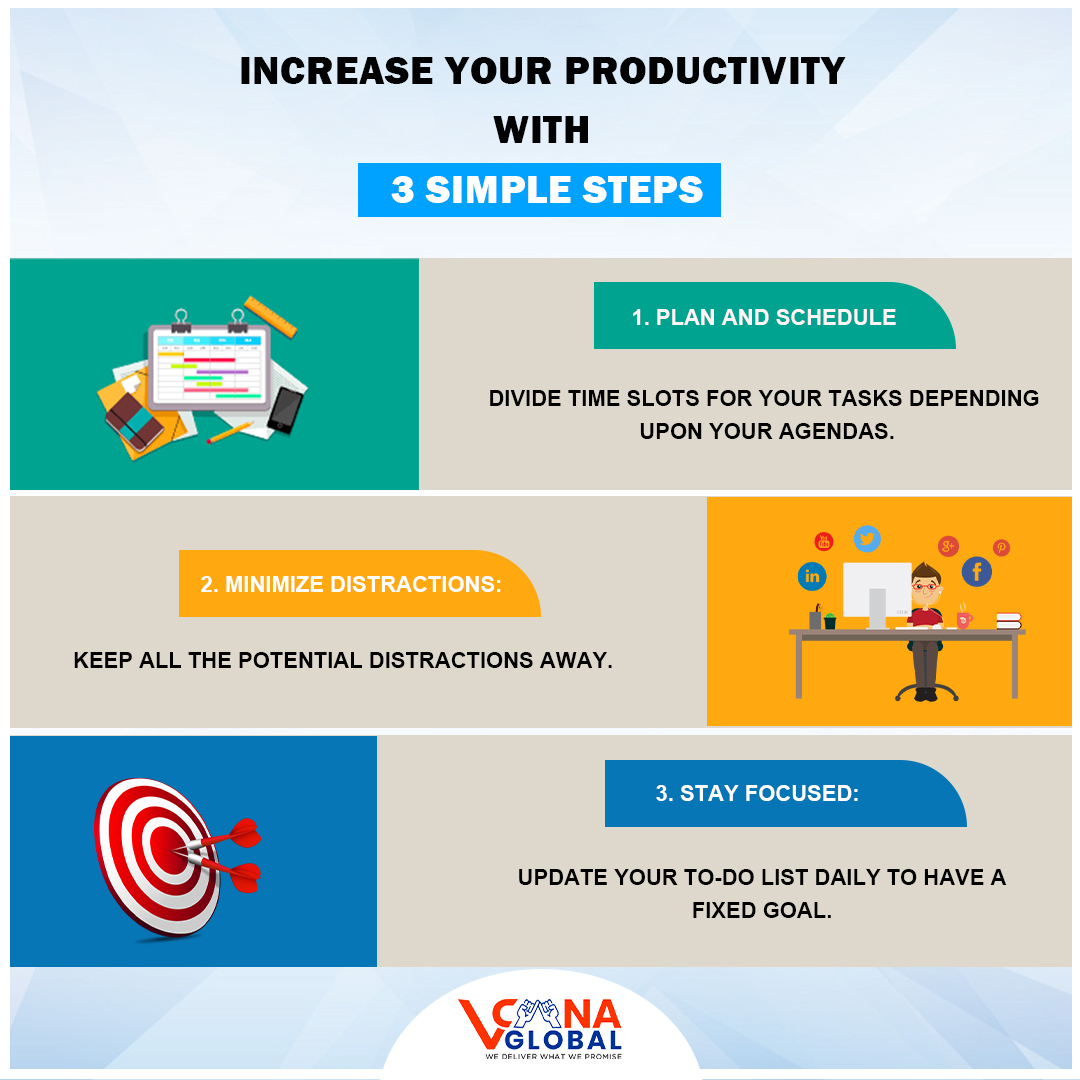 INCREASE YOUR PRODUCTIVITY
WITH
3 SIMPLE STEPS
1. PLAN AND SCHEDULE
DIVIDE TIME SLOTS FOR YOUR TASKS DEPENDING
UPON YOUR AGENDAS.
2. MINIMIZE DISTRACTIONS:
KEEP ALL THE POTENTIAL DISTRACTIONS AWAY.
3. STAY FOCUSED:
UPDATE YOUR TO-DO LIST DAILY TO HAVE A
FIXED GOAL.
VCANA
GLOBAL
WE DELIVER WHAT WE PROMISE